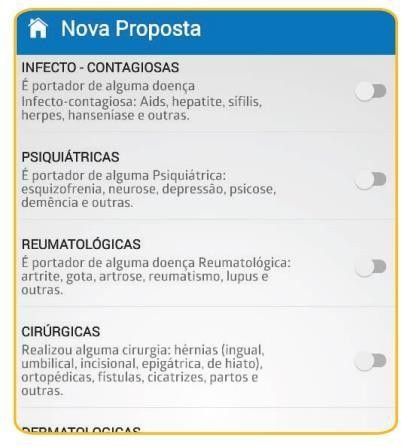 Nova Proposta
INFECTO - CONTAGIOSAS
É portador de alguma doença
Infecto-contagiosa: Aids, hepatite, sífilis,
herpes, hanseníase e outras.
PSIQUIÁTRICAS
É portador de alguma Psiquiátrica:
esquizofrenia, neurose, depressão, psicose,
demência e outras.
REUMATOLÓGICAS
É portador de alguma doença Reumatológica:
artrite, gota, artrose, reumatismo, lupus e
outras.
CIRÚRGICAS
Realizou alguma cirurgia: hérnias (ingual,
umbilical, incisional, epigátrica, de hiato),
ortopédicas, fístulas, cicatrizes, partos e
outras.
DERMATOLOGICAS